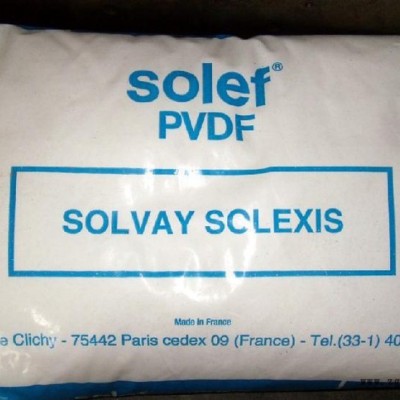 solef®
PVDF
SOLVAY SOLEXIS
Made in France
e Clichy - 75442 Paris cedex 09 (France) - Tel.(33-1) 40